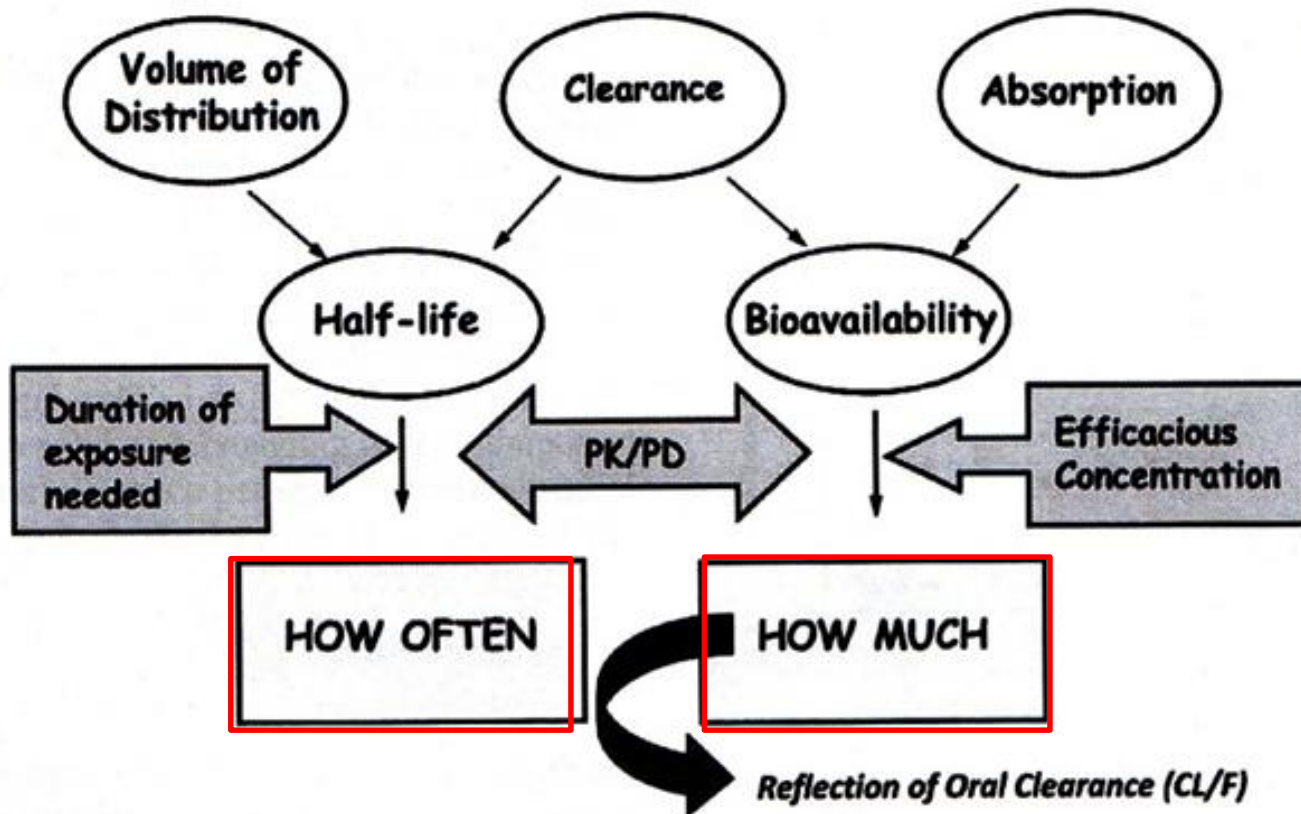 Volume of
Distribution
Clearance
Absorption
Half-life
Bioavailability
Duration of
exposure
needed
PK/PD
Efficacious
Concentration
HOW OFTEN
HOW MUCH
Reflection of Oral Clearance (CL/F)